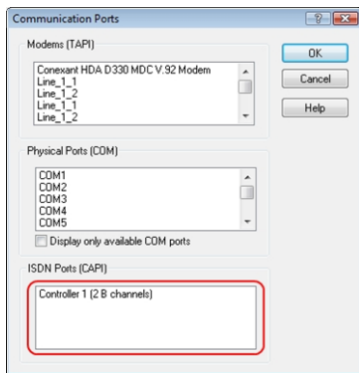 Communication Ports
Modems (TAPI)
Conexant HDA D330 MDC V.92 Modem
Line_1_1
Line_1_2
Line_1_1
Line_1_2
OK
Cancel
Help
Physical Ports (COM)
COM1
COM2
COM3
COM4
COM5
Display only available COM ports
ISDN Ports (CAPI)
Controller 1 (2 B channels)